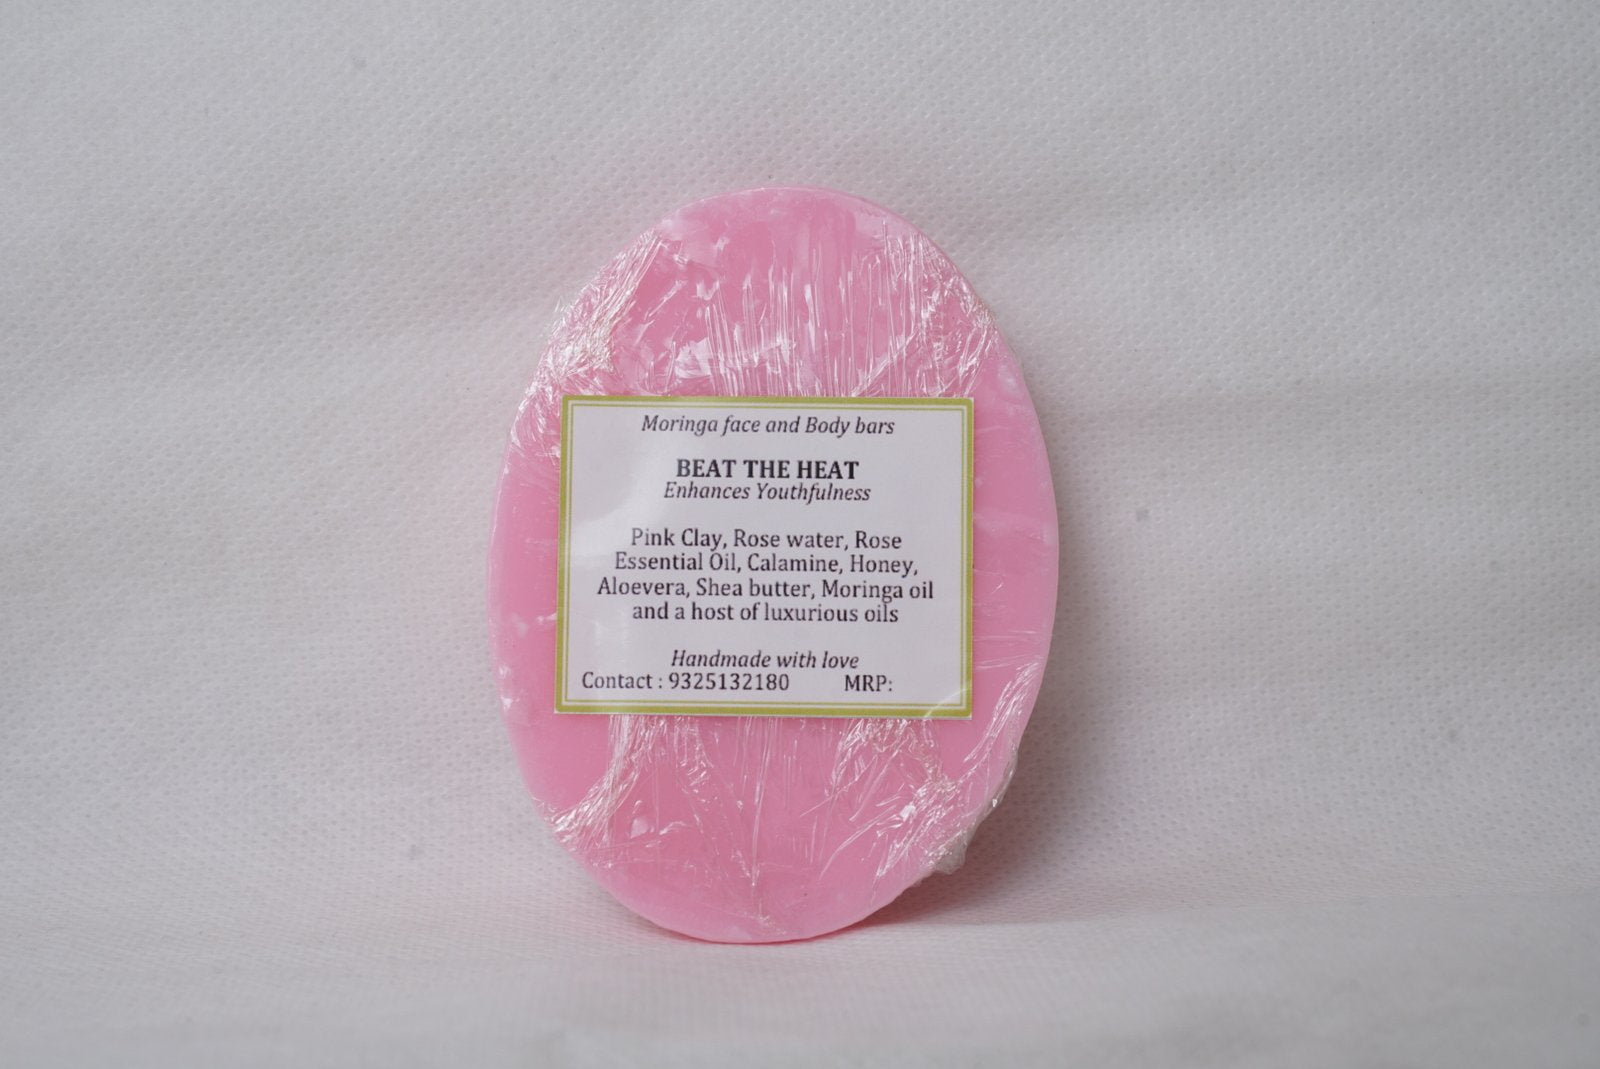 Moringa face and Body bars
BEAT THE HEAT
Enhances Youthfulness
Pink Clay, Rose water, Rose
Essential Oil, Calamine, Honey,
Aloevera, Shea butter, Moringa oil
and a host of luxurious oils
Handmade with love
Contact : 9325132180 MRP: